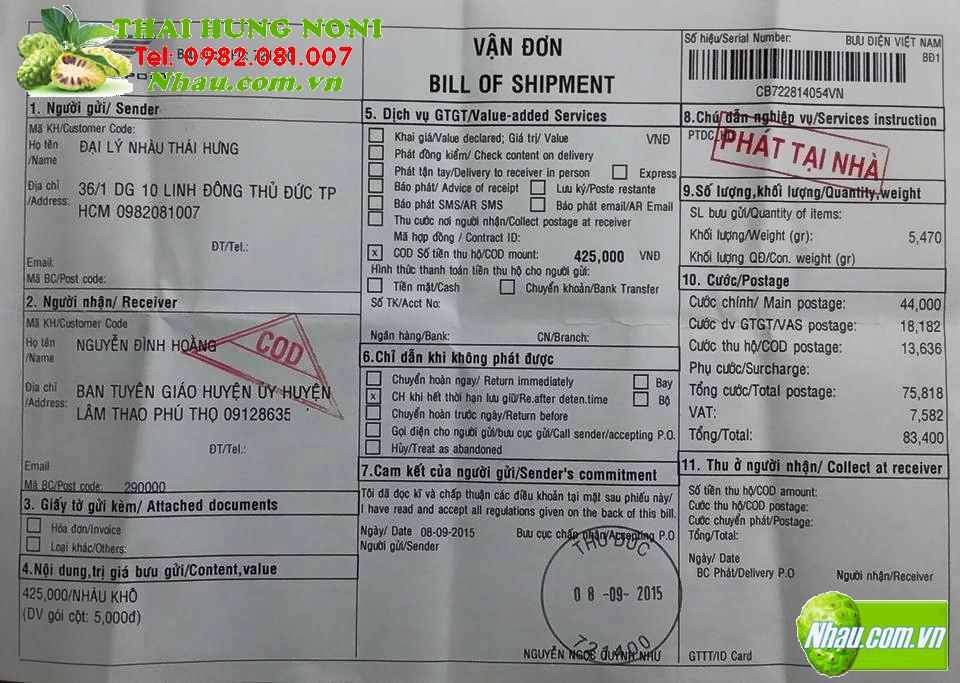 THAI HUNG NONI
Tel: 0982.081.007
Nhau.com.vn
VẬN ĐƠN
BILL OF SHIPMENT
Số hiệu/Serial Number:
BƯU ĐIỆN VIỆT NAM
BĐ1
CB722814054VN
1. Người gửi/ Sender
Mã KH/Customer Code:
Họ tên /Name ĐẠI LÝ NHÀU THÁI HƯNG
Địa chỉ /Address: 36/1 DG 10 LINH ĐÔNG THỦ ĐỨC TP
HCM 0982081007
ĐT/Tel.:
Email:
Mã BC/Post code:
2. Người nhận/ Receiver
Mã KH/Customer Code
Họ tên /Name NGUYỄN ĐÌNH HOÀNG
COD
Địa chỉ /Address: BAN TUYÊN GIÁO HUYỆN ỦY HUYỆN
LÂM THAO PHÚ THỌ 09128635
ĐT/Tel.:
Email
Mã BC/Post code: 290000
3. Giấy tờ gửi kèm/ Attached documents
Hóa đơn/Invoice
Loại khác/Others:
4.Nội dung,trị giá bưu gửi/Content,value
425,000/NHÀU KHÔ
(DV gói cột: 5,000đ)
5. Dịch vụ GTGT/Value-added Services
Khai giá/Value declared; Giá trị/ Value VNĐ
Phát đồng kiểm/ Check content on delivery
Phát tận tay/Delivery to receiver in person Express
Báo phát/ Advice of receipt Lưu ký/Poste restante
Báo phát SMS/AR SMS Báo phát email/AR Email
Thu cước nơi người nhận/Collect postage at receiver
Mã hợp đồng / Contract ID:
x COD Số tiền thu hộ/COD mount: 425,000 VNĐ
Hình thức thanh toán tiền thu hộ cho người gửi:
Tiền mặt/Cash Chuyển khoản/Bank Transfer
Số TK/Acct No:
Ngân hàng/Bank: CN/Branch:
6.Chỉ dẫn khi không phát được
Chuyển hoàn ngay/ Return immediately Bay
x CH khi hết thời hạn lưu giữ/Re.after deten.time Bộ
Chuyển hoàn trước ngày/Return before
Gọi điện cho người gửi/bưu cục gửi/Call sender/accepting P.O.
Hủy/Treat as abandoned
7.Cam kết của người gửi/Sender's commitment
Tôi đã đọc kĩ và chấp thuận các điều khoản tại mặt sau phiếu này/
I have read and accept all regulations given on the back of this bill.
Ngày/ Date 08-09-2015 Bưu cục chấp nhận/Accepting P.O
Người gửi/Sender
THỦ ĐỨC
08 -09- 2015
NGUYỄN NGỌC QUỲNH NHƯ
8.Chỉ dẫn nghiệp vụ/Services instruction
PHÁT TẠI NHÀ
9.Số lượng,khối lượng/Quantity,weight
SL bưu gửi/Quantity of items:
Khối lượng/Weight (gr): 5,470
Khối lượng QĐ/Con. weight (gr)
10. Cước/Postage
Cước chính/ Main postage: 44,000
Cước dv GTGT/VAS postage: 18,182
Cước thu hộ/COD postage: 13,636
Phụ cước/Surcharge:
Tổng cước/Total postage: 75,818
VAT: 7,582
Tổng/Total: 83,400
11. Thu ở người nhận/ Collect at receiver
Số tiền thu hộ/COD amount:
Cước thu hộ/COD postage:
Cước chuyển phát/Postage:
Tổng/Total:
Ngày/ Date
BC Phát/Delivery P.O Người nhận/Receiver
GTTT/ID Card
Nhau.com.vn